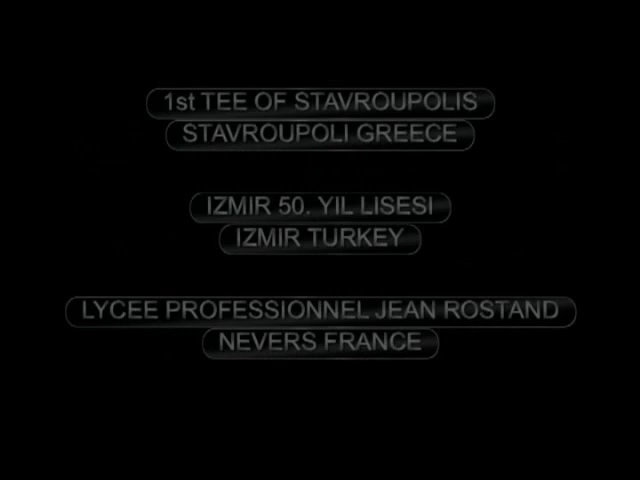 1st TEE OF STAVROUPOLIS
STAVROUPOLI GREECE
IZMIR 50. YIL LISESI
IZMIR TURKEY
LYCEE PROFESSIONNEL JEAN ROSTAND
NEVERS FRANCE